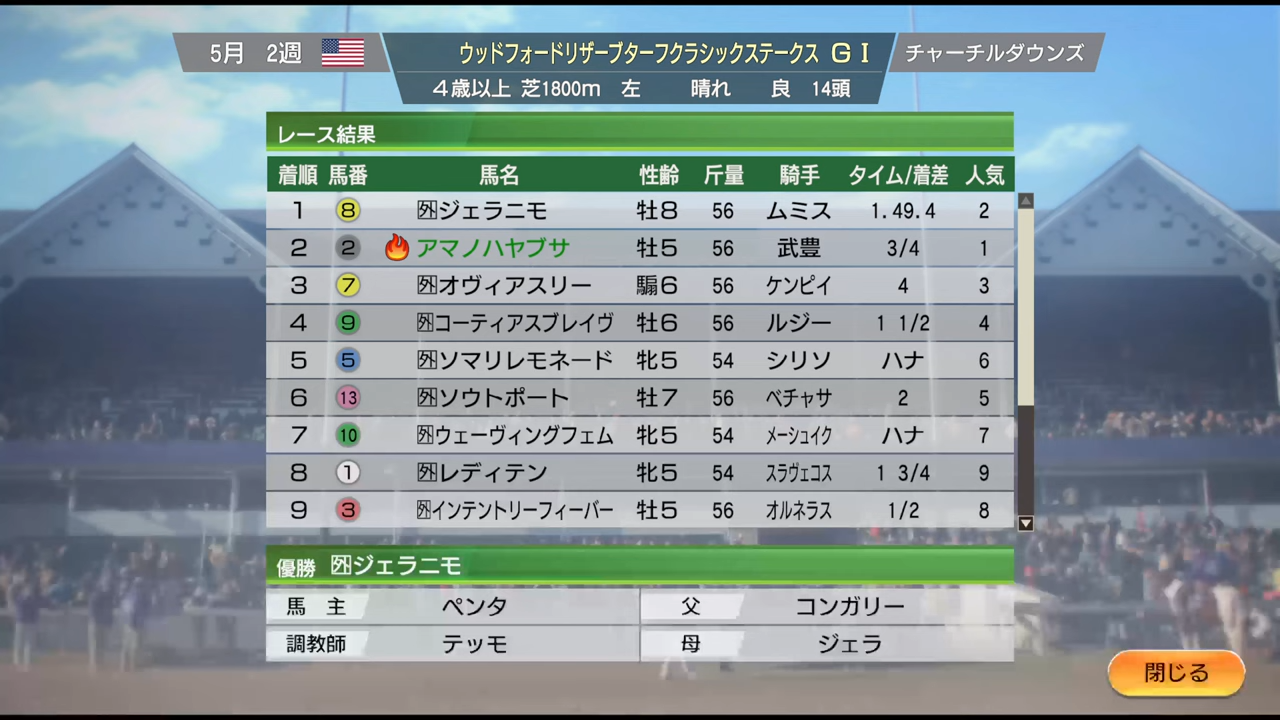 5月 2週 ウッドフォードリザーブターフクラシックステークス GⅠ チャーチルダウンズ
4歳以上 芝1800m 左 晴れ 良 14頭
レース結果
着順 馬番 馬名 性齢 斤量 騎手 タイム/着差 人気
1 8 外ジェラニモ 牡8 56 ムミス 1.49.4 2
2 2 アマノハヤブサ 牡5 56 武豊 3/4 1
3 7 外オヴィアスリー 騸6 56 ケンピイ 4 3
4 9 外コーティアスブレイヴ 牡6 56 ルジー 1 1/2 4
5 5 外ソマリレモネード 牝5 54 シリソ ハナ 6
6 13 外ソウトポート 牡7 56 ベチャサ 2 5
7 10 外ウェーヴィングフェム 牝5 54 メーシュイク ハナ 7
8 1 外レディテン 牝5 54 スラヴェコス 1 3/4 9
9 3 外インテントリーフィーバー 牡5 56 オルネラス 1/2 8
優勝 外ジェラニモ
馬主 ペンタ 父 コンガリー
調教師 テッモ 母 ジェラ
閉じる